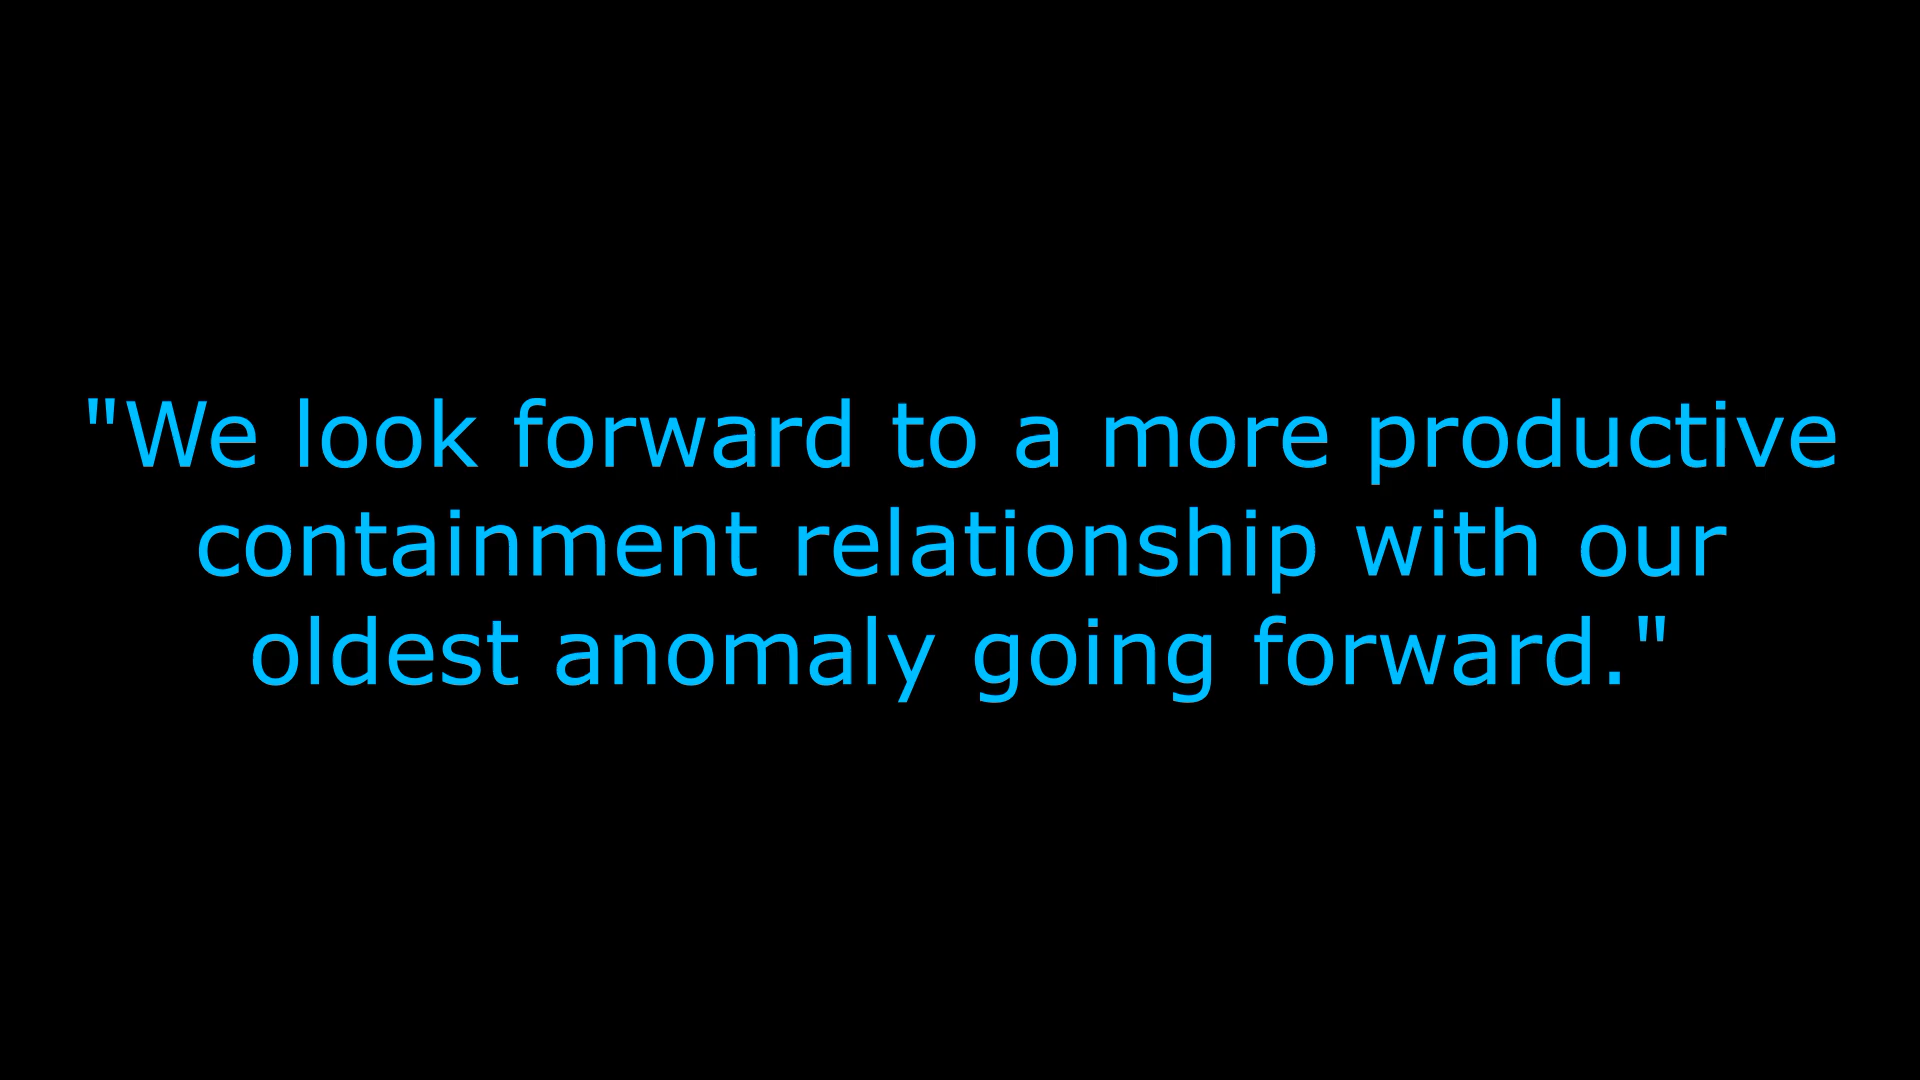 "We look forward to a more productive
containment relationship with our
oldest anomaly going forward."